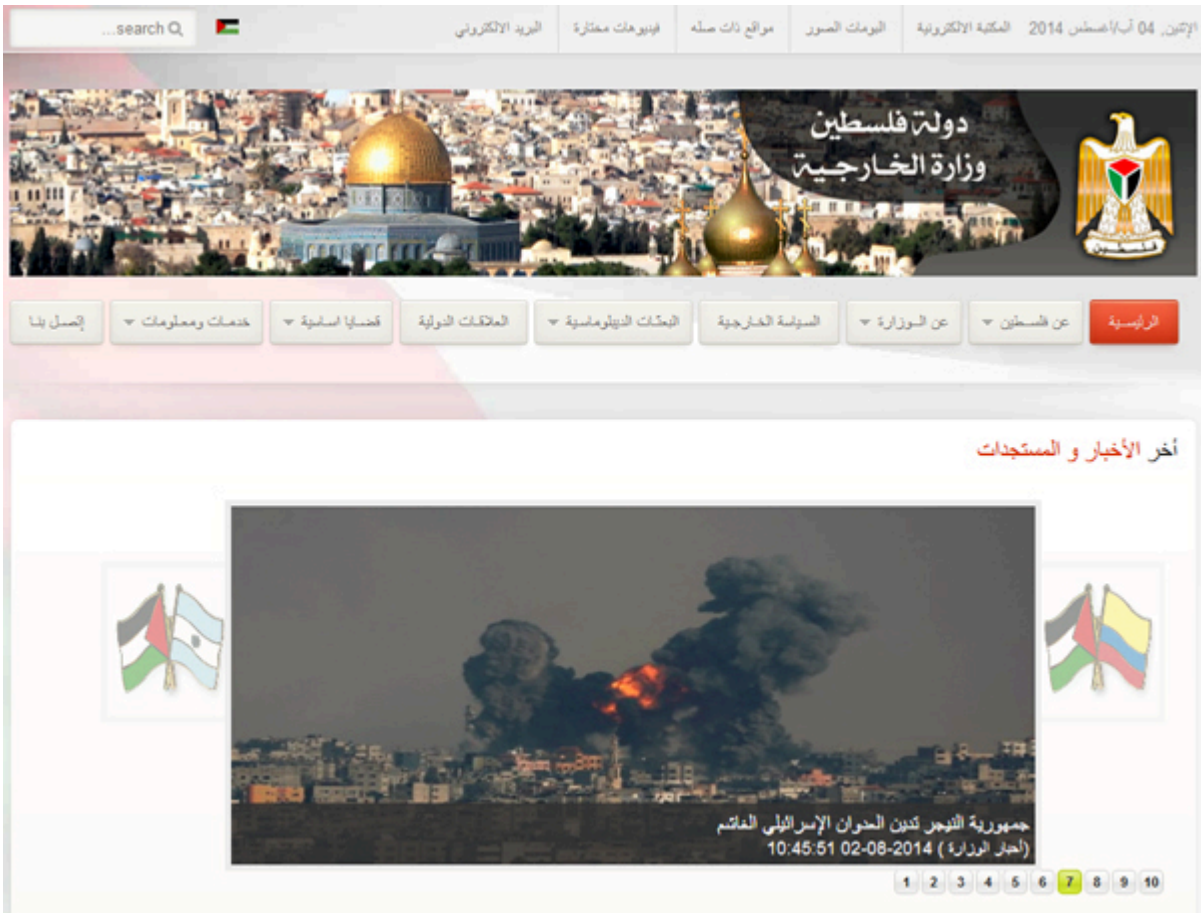 الإثنين, 04 آب/أغسطس 2014
المكتبة الالكترونية
البومات الصور
مواقع ذات صله
فيديوهات مختارة
البريد الالكتروني
search...
دولة فلسطين
وزارة الخارجية
فلسطين
الرئيسية
عن فلسطين
عن الوزارة
السياسة الخارجية
البعثات الديبلوماسية
العلاقات الدولية
قضايا اساسية
خدمات ومعلومات
إتصل بنا
أخر الأخبار و المستجدات
جمهورية النيجر تدين العدوان الإسرائيلي الغاشم
(أخبار الوزارة ) 2014-08-02 10:45:51
1 2 3 4 5 6 7 8 9 10